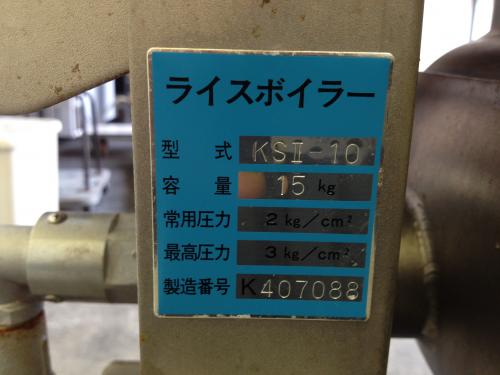 ライスボイラー
型 式 KSII-10
容 量 15 kg
常用圧力 2 kg/cm²
最高圧力 3 kg/cm²
製造番号 K407088